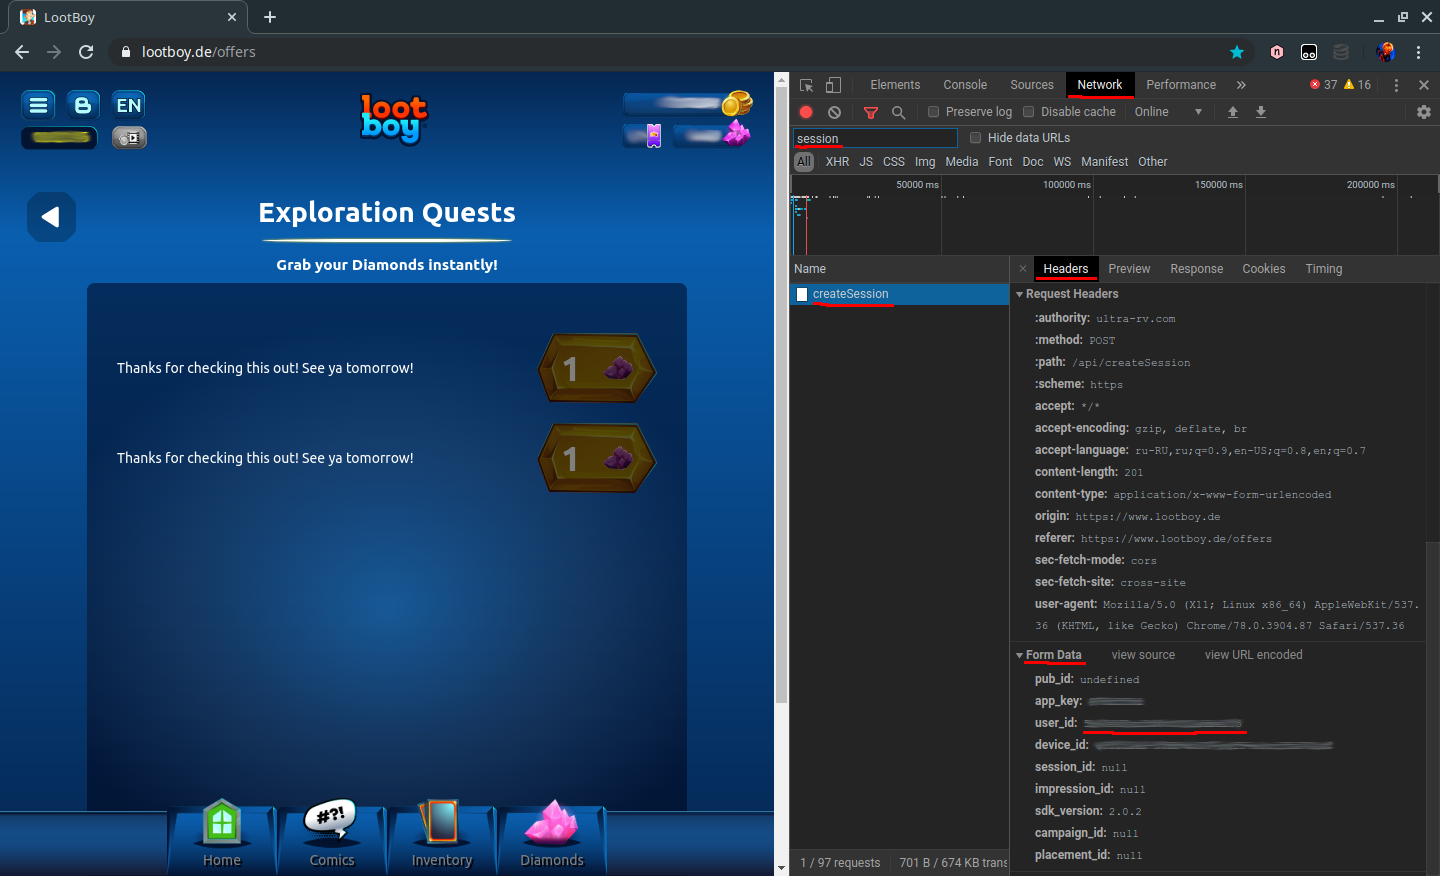 LootBoy
lootboy.de/offers
EN
loot
boy
Exploration Quests
Grab your Diamonds instantly!
Thanks for checking this out! See ya tomorrow!
1
Thanks for checking this out! See ya tomorrow!
1
Home
#?!
Comics
Inventory
Diamonds
Elements Console Sources Network Performance » 37 16
Preserve log Disable cache Online
session Hide data URLs
All XHR JS CSS Img Media Font Doc WS Manifest Other
50000 ms 100000 ms 150000 ms 200000 ms
Name
createSession
1 / 97 requests 701 B / 674 KB trans
Headers Preview Response Cookies Timing
Request Headers
:authority: ultra-rv.com
:method: POST
:path: /api/createSession
:scheme: https
accept: */*
accept-encoding: gzip, deflate, br
accept-language: ru-RU,ru;q=0.9,en-US;q=0.8,en;q=0.7
content-length: 201
content-type: application/x-www-form-urlencoded
origin: https://www.lootboy.de
referer: https://www.lootboy.de/offers
sec-fetch-mode: cors
sec-fetch-site: cross-site
user-agent: Mozilla/5.0 (X11; Linux x86_64) AppleWebKit/537.
36 (KHTML, like Gecko) Chrome/78.0.3904.87 Safari/537.36
Form Data view source view URL encoded
pub_id: undefined
app_key:
user_id:
device_id:
session_id: null
impression_id: null
sdk_version: 2.0.2
campaign_id: null
placement_id: null